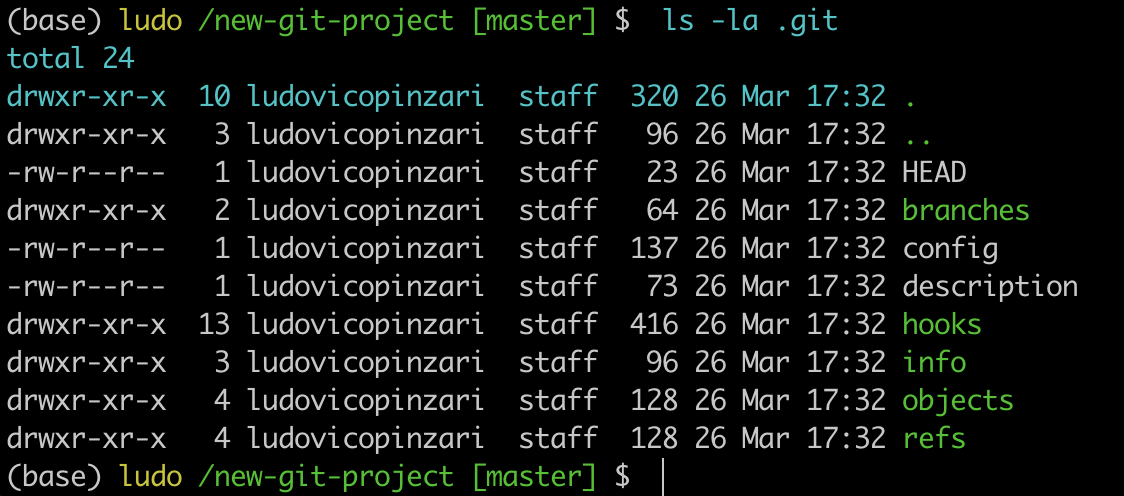 (base) ludo /new-git-project [master] $  ls -la .git
total 24
drwxr-xr-x  10 ludovicopinzari  staff  320 26 Mar 17:32 .
drwxr-xr-x   3 ludovicopinzari  staff   96 26 Mar 17:32 ..
-rw-r--r--   1 ludovicopinzari  staff   23 26 Mar 17:32 HEAD
drwxr-xr-x   2 ludovicopinzari  staff   64 26 Mar 17:32 branches
-rw-r--r--   1 ludovicopinzari  staff  137 26 Mar 17:32 config
-rw-r--r--   1 ludovicopinzari  staff   73 26 Mar 17:32 description
drwxr-xr-x  13 ludovicopinzari  staff  416 26 Mar 17:32 hooks
drwxr-xr-x   3 ludovicopinzari  staff   96 26 Mar 17:32 info
drwxr-xr-x   4 ludovicopinzari  staff  128 26 Mar 17:32 objects
drwxr-xr-x   4 ludovicopinzari  staff  128 26 Mar 17:32 refs
(base) ludo /new-git-project [master] $